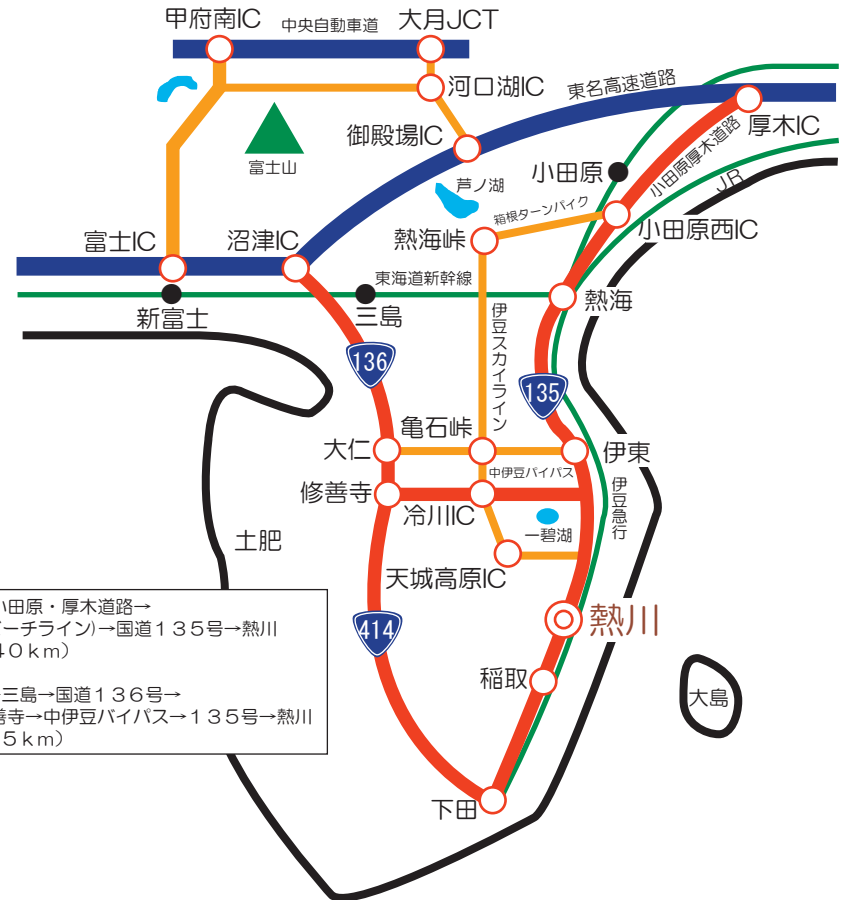 甲府南IC
中央自動車道
大月JCT
河口湖IC
東名高速道路
御殿場IC
厚木IC
富士山
芦ノ湖
小田原
小田原厚木道路
JR
箱根ターンパイク
小田原西IC
熱海峠
富士IC
沼津IC
東海道新幹線
熱海
新富士
三島
伊豆スカイライン
136
135
亀石峠
大仁
伊東
中伊豆バイパス
修善寺
冷川IC
一碧湖
伊豆急行
土肥
天城高原IC
小田原・厚木道路→
ーチライン)→国道135号→熱川
40km)
三島→国道136号→
善寺→中伊豆バイパス→135号→熱川
5km)
414
熱川
稲取
大島
下田